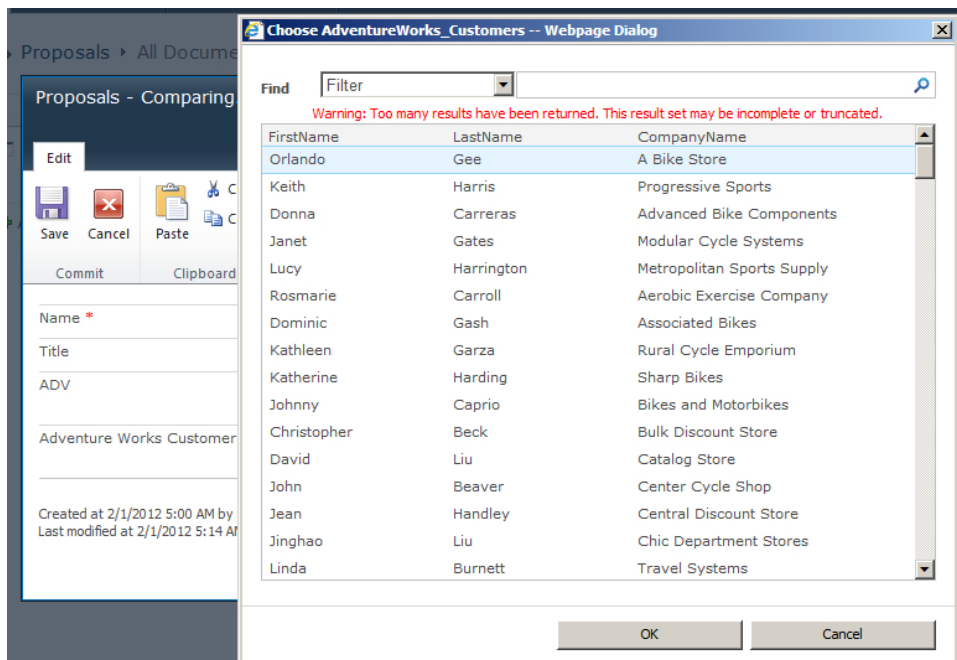 Choose AdventureWorks_Customers -- Webpage Dialog
Proposals All Docume
Find Filter
Warning: Too many results have been returned. This result set may be incomplete or truncated.
FirstName LastName CompanyName
Orlando Gee A Bike Store
Keith Harris Progressive Sports
Donna Carreras Advanced Bike Components
Janet Gates Modular Cycle Systems
Lucy Harrington Metropolitan Sports Supply
Rosmarie Carroll Aerobic Exercise Company
Dominic Gash Associated Bikes
Kathleen Garza Rural Cycle Emporium
Katherine Harding Sharp Bikes
Johnny Caprio Bikes and Motorbikes
Christopher Beck Bulk Discount Store
David Liu Catalog Store
John Beaver Center Cycle Shop
Jean Handley Central Discount Store
Jinghao Liu Chic Department Stores
Linda Burnett Travel Systems
OK Cancel
Proposals - Comparing
Edit
Save Cancel Paste
C
C
Commit Clipboard
Name *
Title
ADV
Adventure Works Customer
Created at 2/1/2012 5:00 AM by
Last modified at 2/1/2012 5:14 AM